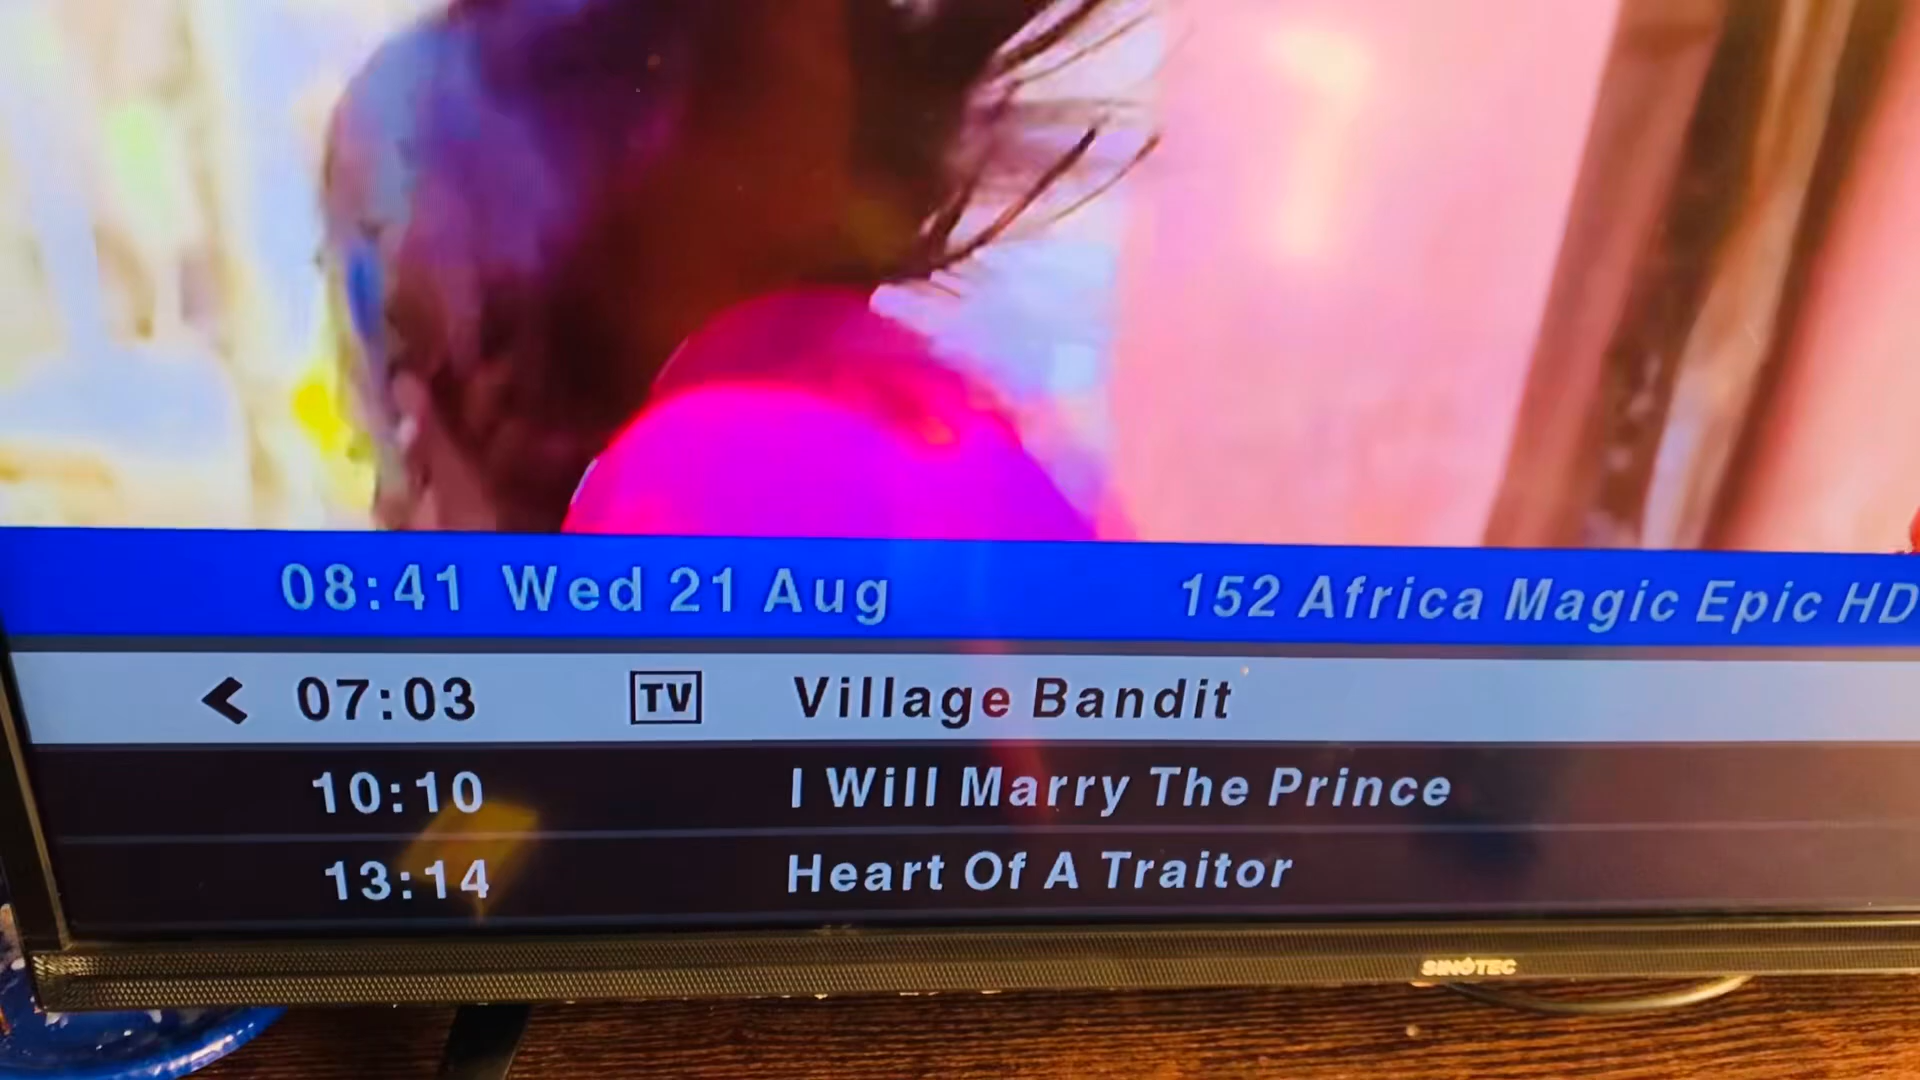 08:41 Wed 21 Aug 152 Africa Magic Epic HD
< 07:03 TV Village Bandit
10:10 I Will Marry The Prince
13:14 Heart Of A Traitor
SINOTEC